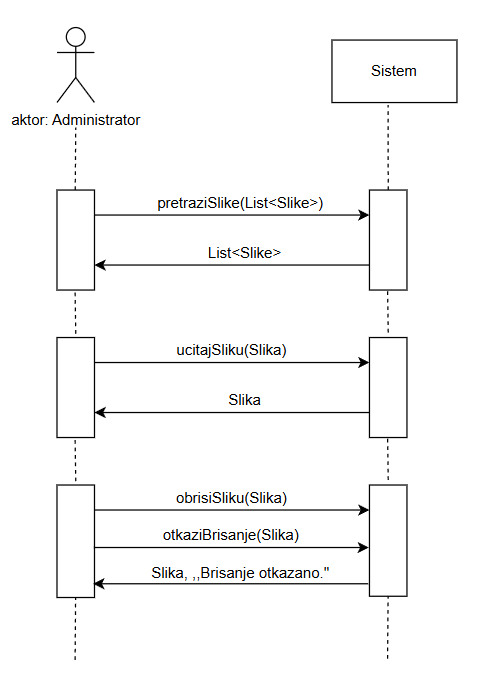 Sistem
aktor: Administrator
pretraziSlike(List<Slike>)
List<Slike>
ucitajSliku(Slika)
Slika
obrisiSliku(Slika)
otkaziBrisanje(Slika)
Slika, ,,Brisanje otkazano."